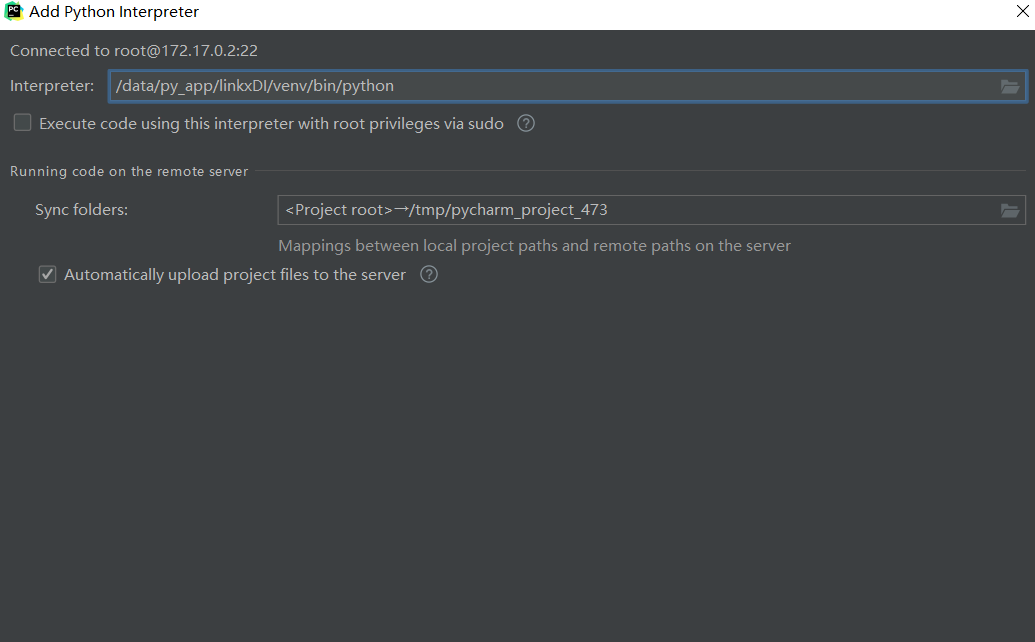 PC Add Python Interpreter
Connected to root@172.17.0.2:22
Interpreter: /data/py_app/linkxDI/venv/bin/python
Execute code using this interpreter with root privileges via sudo ?
Running code on the remote server
Sync folders: <Project root>→/tmp/pycharm_project_473
Mappings between local project paths and remote paths on the server
Automatically upload project files to the server ?